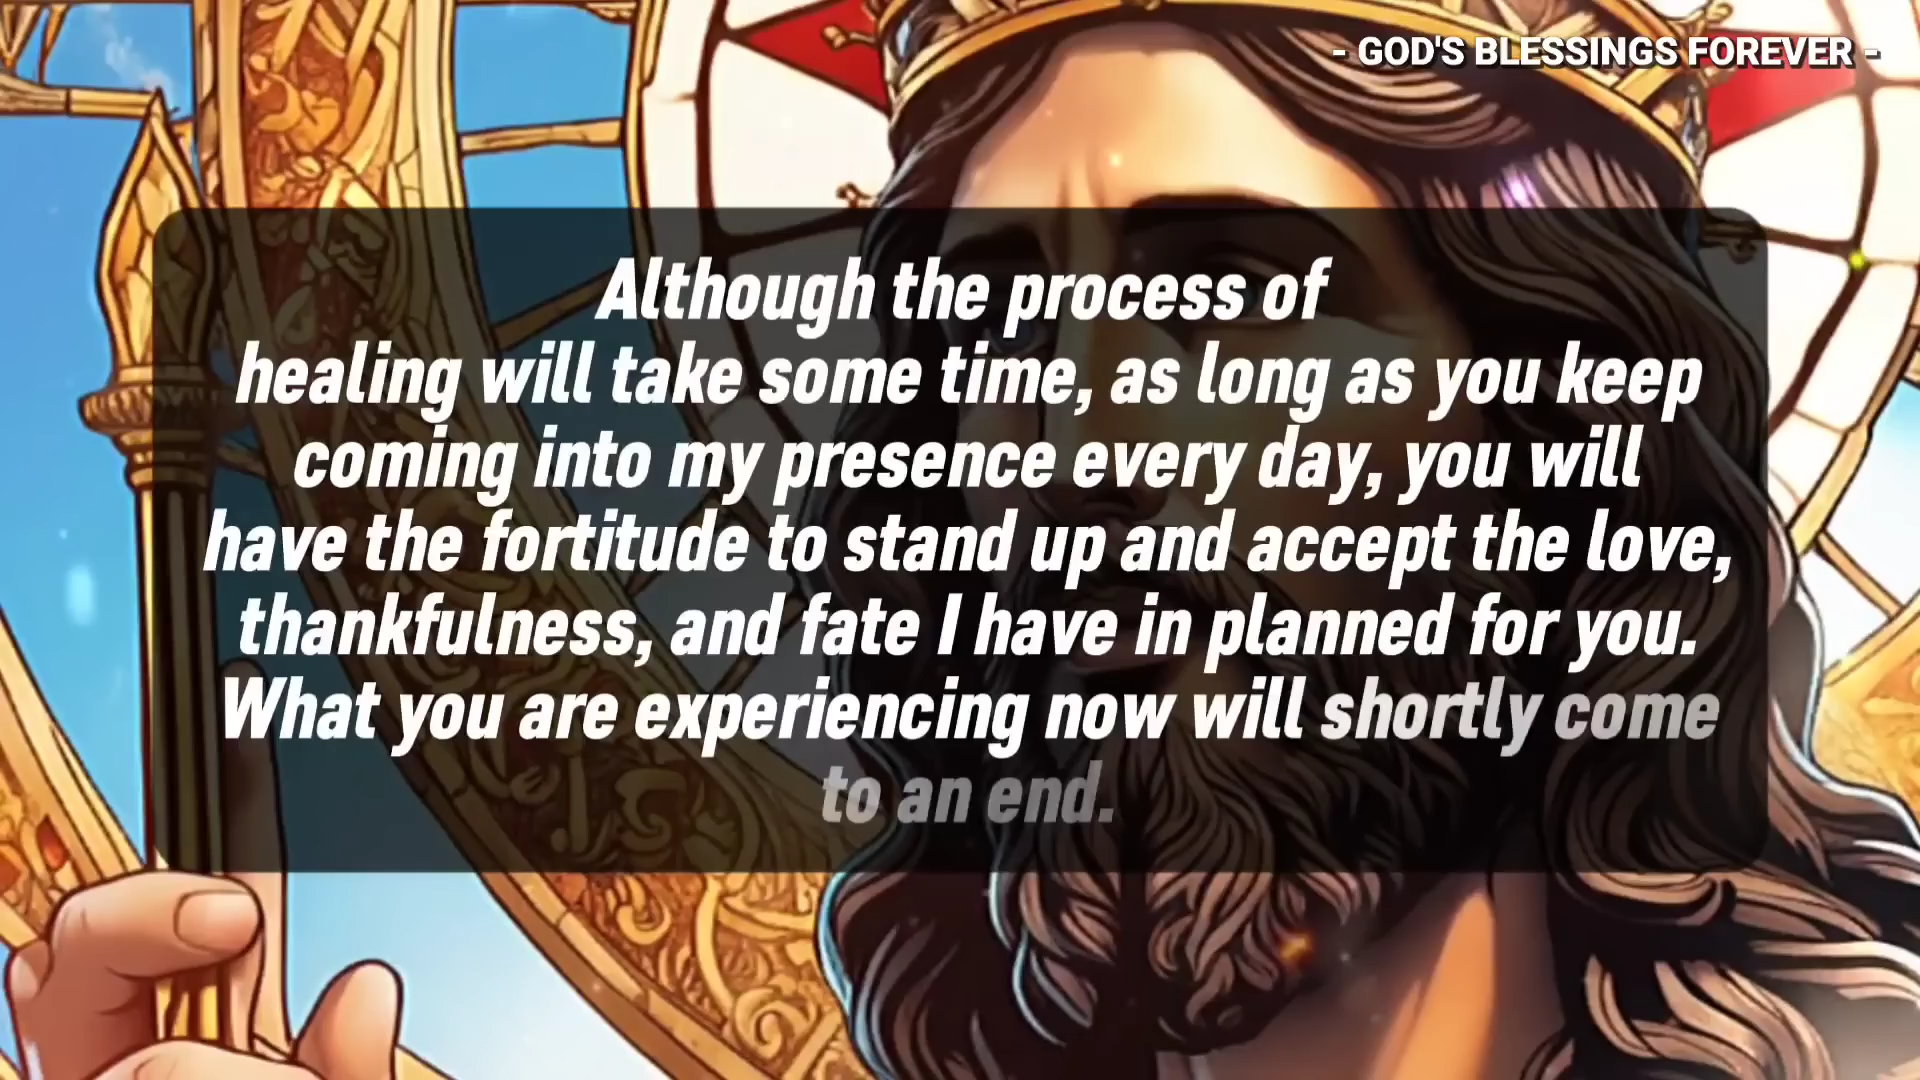 - GOD'S BLESSINGS FOREVER -
Although the process of
healing will take some time, as long as you keep
coming into my presence every day, you will
have the fortitude to stand up and accept the love,
thankfulness, and fate I have in planned for you.
What you are experiencing now will shortly come
to an end.